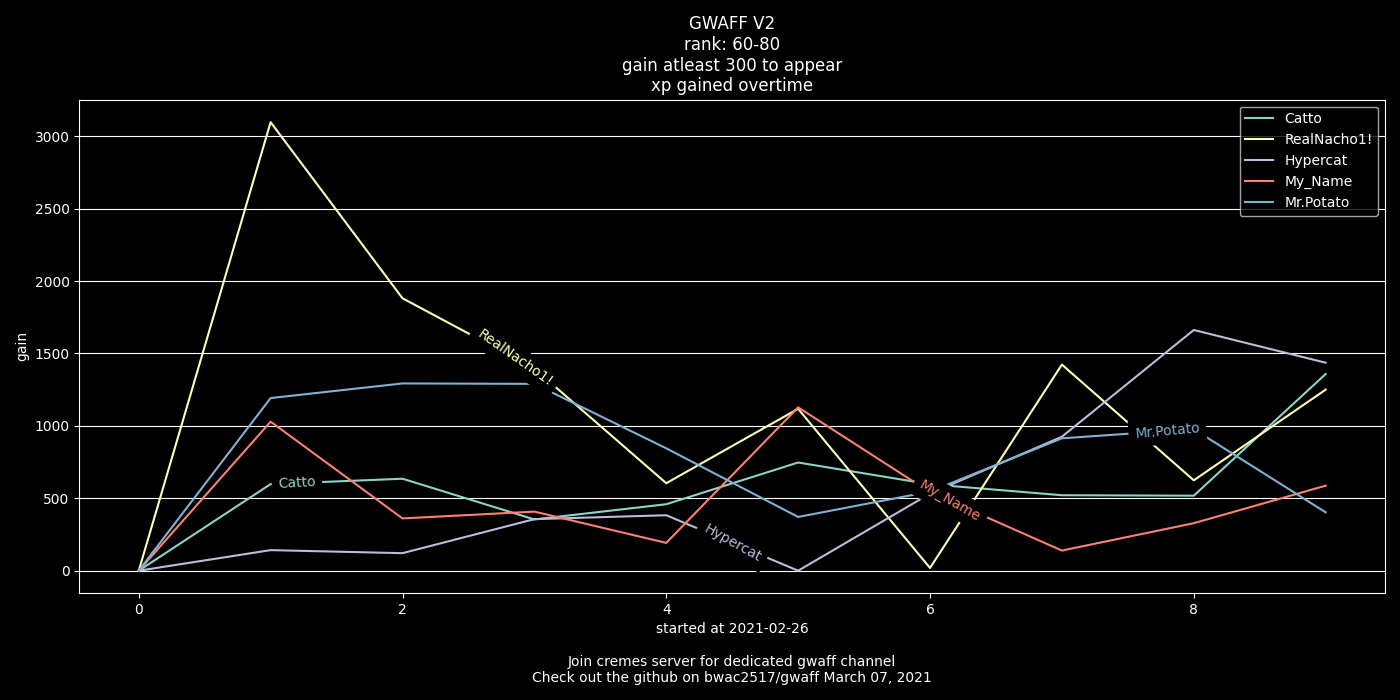 GWAFF V2
rank: 60-80
gain atleast 300 to appear
xp gained overtime
Catto
RealNacho1!
Hypercat
My_Name
Mr.Potato
3000
2500
2000
1500
1000
500
0
gain
RealNacho1!
Catto
Hypercat
My_Name
Mr.Potato
0
2
4
6
8
started at 2021-02-26
Join cremes server for dedicated gwaff channel
Check out the github on bwac2517/gwaff March 07, 2021